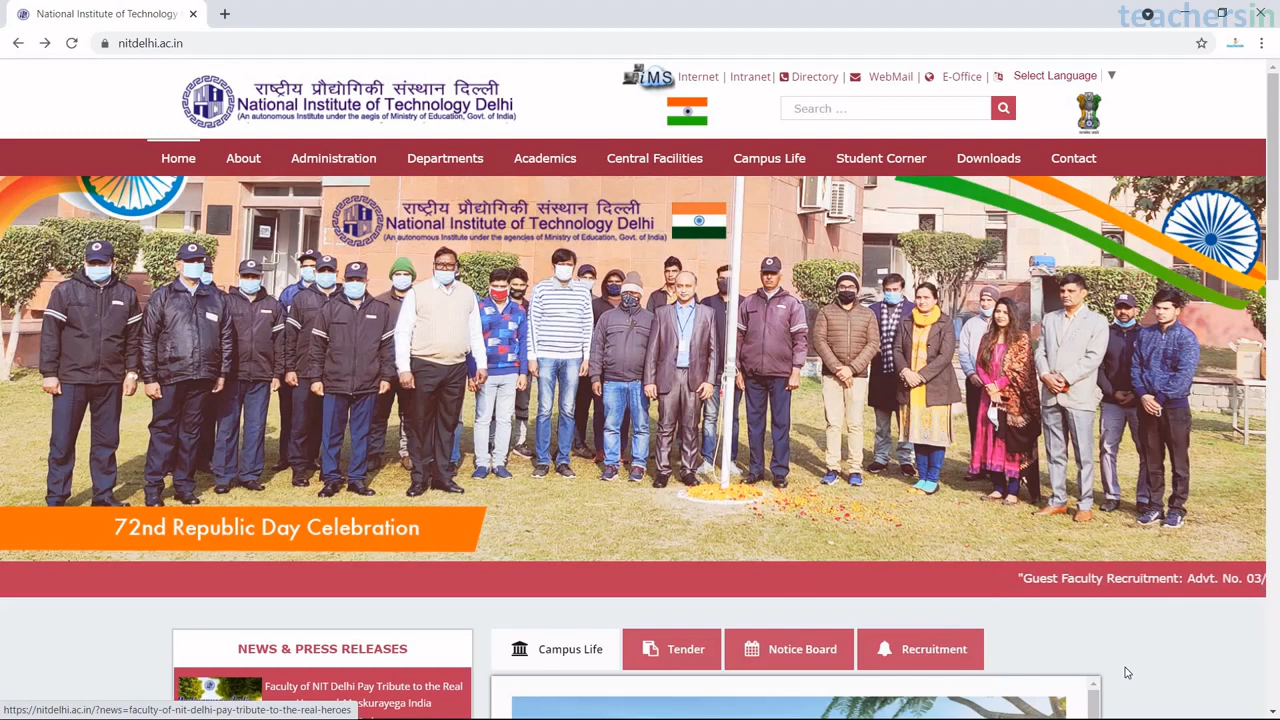 teachersin
National Institute of Technology
nitdelhi.ac.in
राष्ट्रीय प्रौद्योगिकी संस्थान दिल्ली
National Institute of Technology Delhi
(An autonomous Institute under the aegis of Ministry of Education, Govt. of India)
iMS Internet | Intranet | Directory | WebMail | E-Office | Select Language ▼
Search ...
Home About Administration Departments Academics Central Facilities Campus Life Student Corner Downloads Contact
राष्ट्रीय प्रौद्योगिकी संस्थान दिल्ली
National Institute of Technology Delhi
(An autonomous Institute under the agencies of Ministry of Education, Govt. of India)
72nd Republic Day Celebration
"Guest Faculty Recruitment: Advt. No. 03/
NEWS & PRESS RELEASES
Campus Life Tender Notice Board Recruitment
Faculty of NIT Delhi Pay Tribute to the Real
India
https://nitdelhi.ac.in/?news=faculty-of-nit-delhi-pay-tribute-to-the-real-heroes